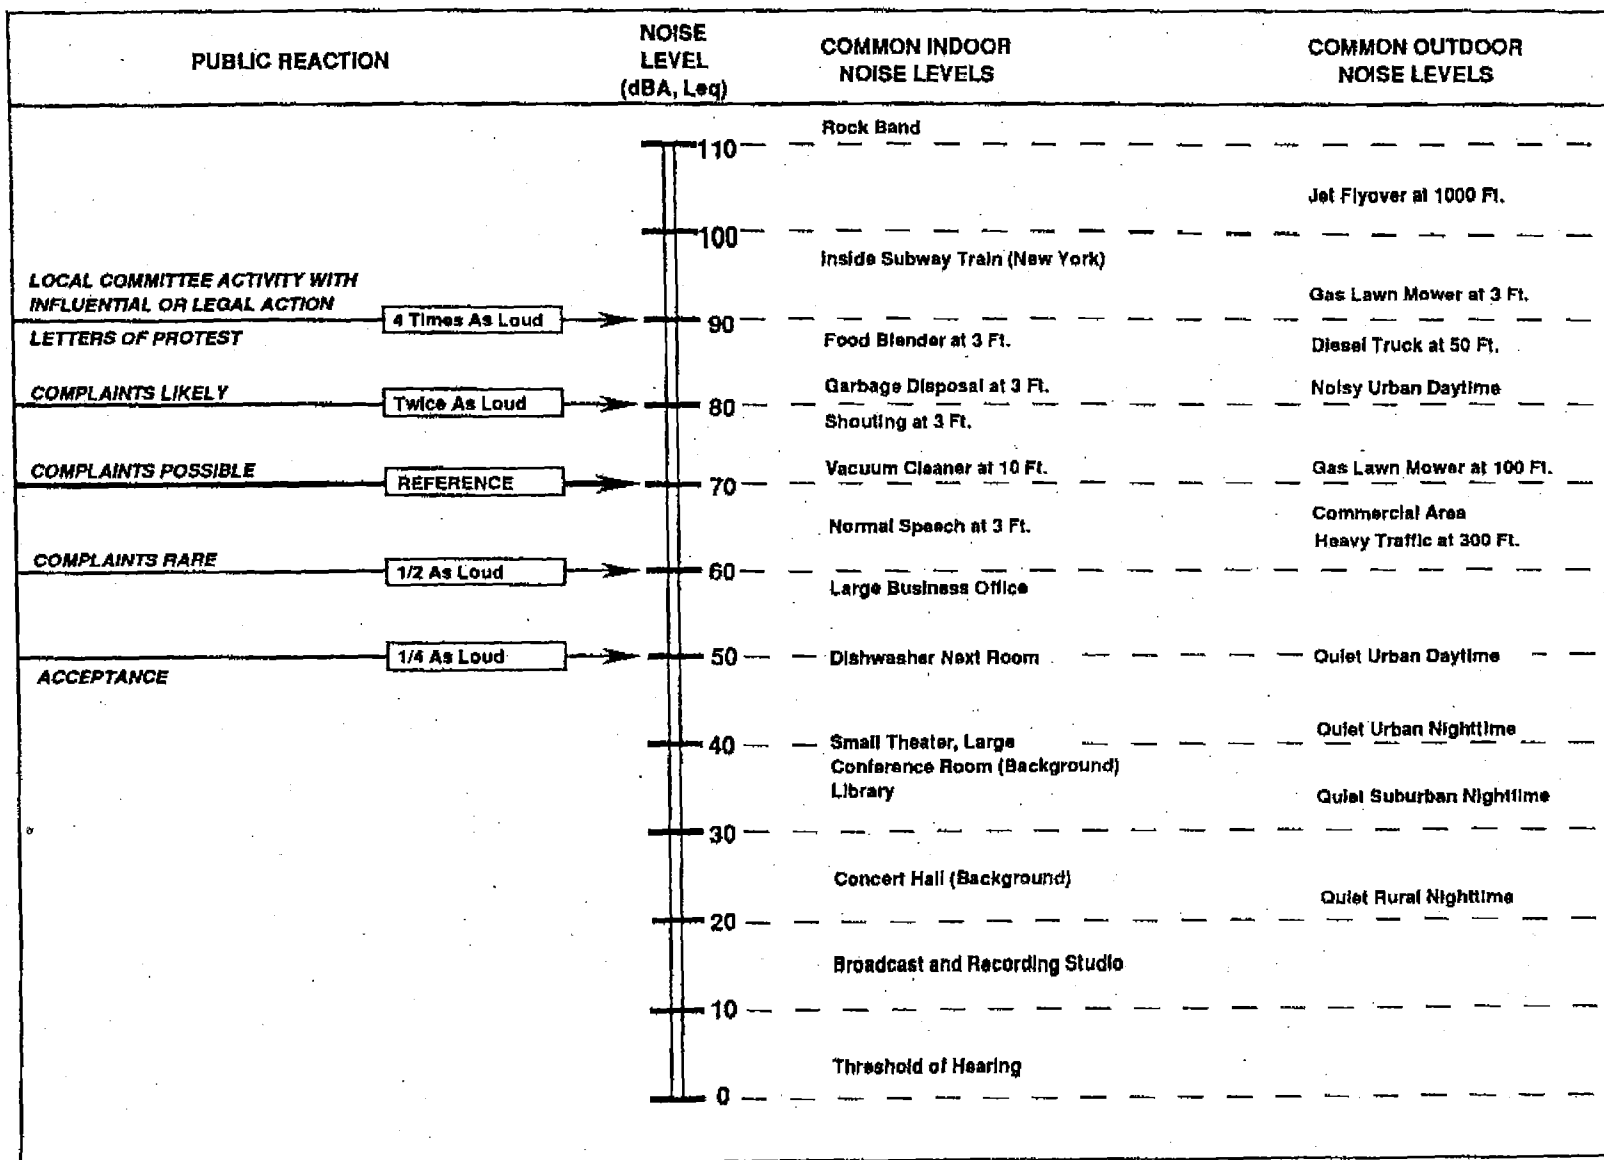 PUBLIC REACTION
NOISE
LEVEL
(dBA, Leq)
COMMON INDOOR
NOISE LEVELS
COMMON OUTDOOR
NOISE LEVELS
Rock Band
110
Jet Flyover at 1000 Ft.
100
Inside Subway Train (New York)
LOCAL COMMITTEE ACTIVITY WITH
INFLUENTIAL OR LEGAL ACTION
Gas Lawn Mower at 3 Ft.
4 Times As Loud
90
LETTERS OF PROTEST
Food Blender at 3 Ft.
Diesel Truck at 50 Ft.
COMPLAINTS LIKELY
Garbage Disposal at 3 Ft.
Noisy Urban Daytime
Twice As Loud
80
Shouting at 3 Ft.
COMPLAINTS POSSIBLE
Vacuum Cleaner at 10 Ft.
Gas Lawn Mower at 100 Ft.
REFERENCE
70
Normal Speech at 3 Ft.
Commercial Area
Heavy Traffic at 300 Ft.
COMPLAINTS RARE
1/2 As Loud
60
Large Business Office
1/4 As Loud
50
Dishwasher Next Room
Quiet Urban Daytime
ACCEPTANCE
Quiet Urban Nighttime
40
Small Theater, Large
Conference Room (Background)
Library
Quiet Suburban Nighttime
30
Concert Hall (Background)
Quiet Rural Nighttime
20
Broadcast and Recording Studio
10
Threshold of Hearing
0